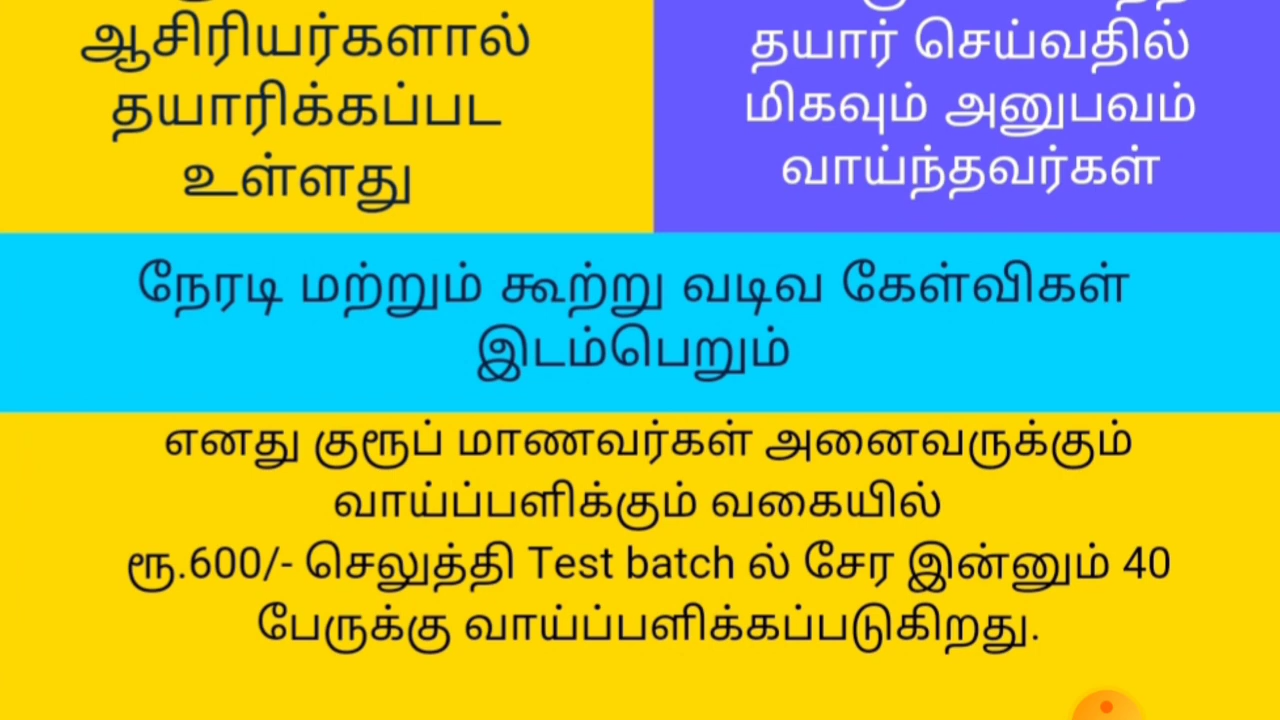 ஆசிரியர்களால்
தயாரிக்கப்பட
உள்ளது
தயார் செய்வதில்
மிகவும் அனுபவம்
வாய்ந்தவர்கள்
நேரடி மற்றும் கூற்று வடிவ கேள்விகள்
இடம்பெறும்
எனது குரூப் மாணவர்கள் அனைவருக்கும்
வாய்ப்பளிக்கும் வகையில்
ரூ.600/- செலுத்தி Test batch ல் சேர இன்னும் 40
பேருக்கு வாய்ப்பளிக்கப்படுகிறது.